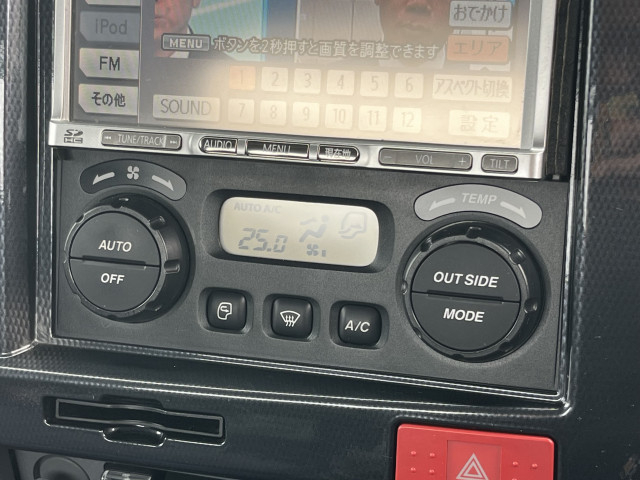 iPod
おでかけ
MENU ボタンを2秒押すと画質を調整できます
エリア
FM
1 2 3 4 5 6 アスペクト切換
その他
SOUND 7 8 9 10 11 12 設定
SD HC
TUNE/TRACK
AUDIO
MENU
現在地
- VOL +
TILT
AUTO A/C
25.0
TEMP
AUTO
OFF
OUT SIDE
MODE
A/C